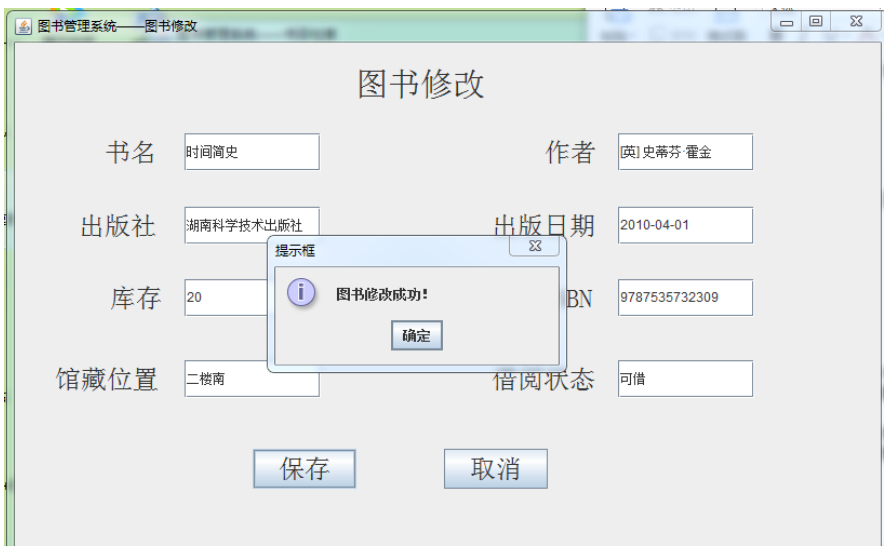 图书管理系统——图书修改
图书修改
书名 时间简史 作者 [英]史蒂芬·霍金
出版社 湖南科学技术出版社 出版日期 2010-04-01
提示框
库存 20 图书修改成功! BN 9787535732309
确定
馆藏位置 二楼南 借阅状态 可借
保存 取消